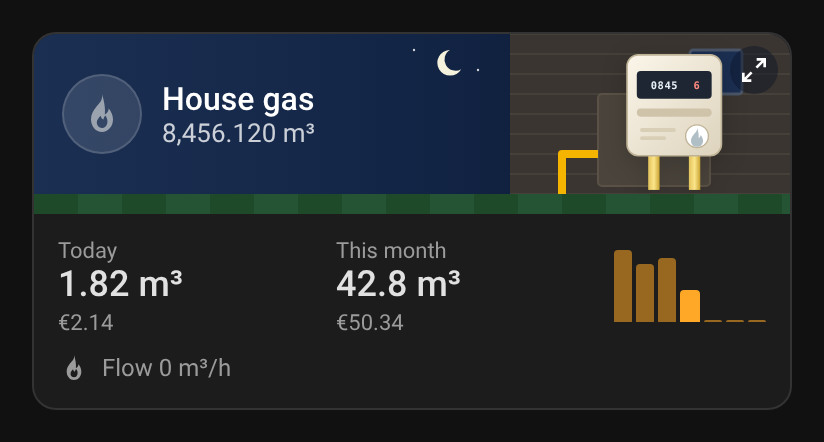 House gas
8,456.120 m³
0845 6
Today
1.82 m³
€2.14
This month
42.8 m³
€50.34
Flow 0 m³/h